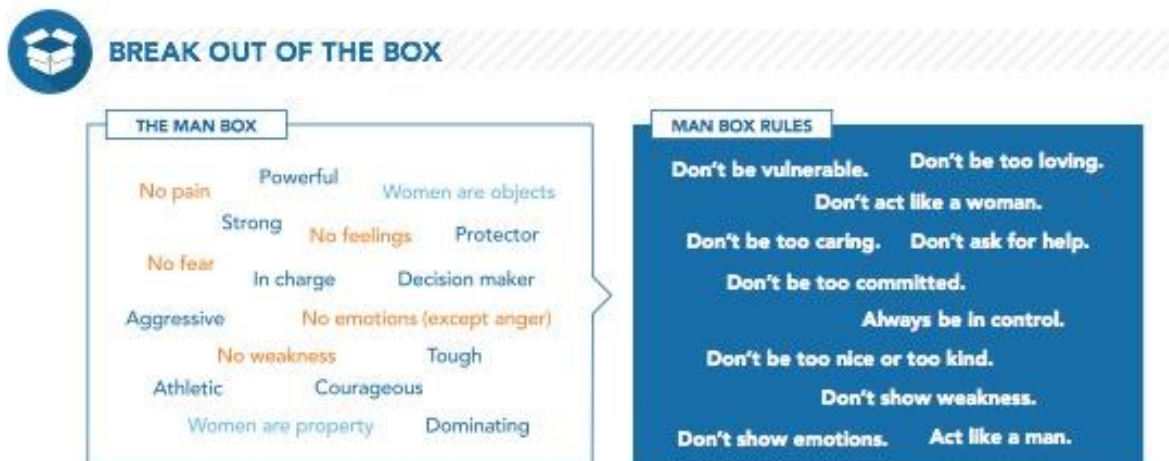 BREAK OUT OF THE BOX
THE MAN BOX
No pain
Powerful
Women are objects
Strong
No feelings
Protector
No fear
In charge
Decision maker
Aggressive
No emotions (except anger)
No weakness
Tough
Athletic
Courageous
Women are property
Dominating
MAN BOX RULES
Don't be vulnerable.
Don't be too loving.
Don't act like a woman.
Don't be too caring.
Don't ask for help.
Don't be too committed.
Always be in control.
Don't be too nice or too kind.
Don't show weakness.
Don't show emotions.
Act like a man.